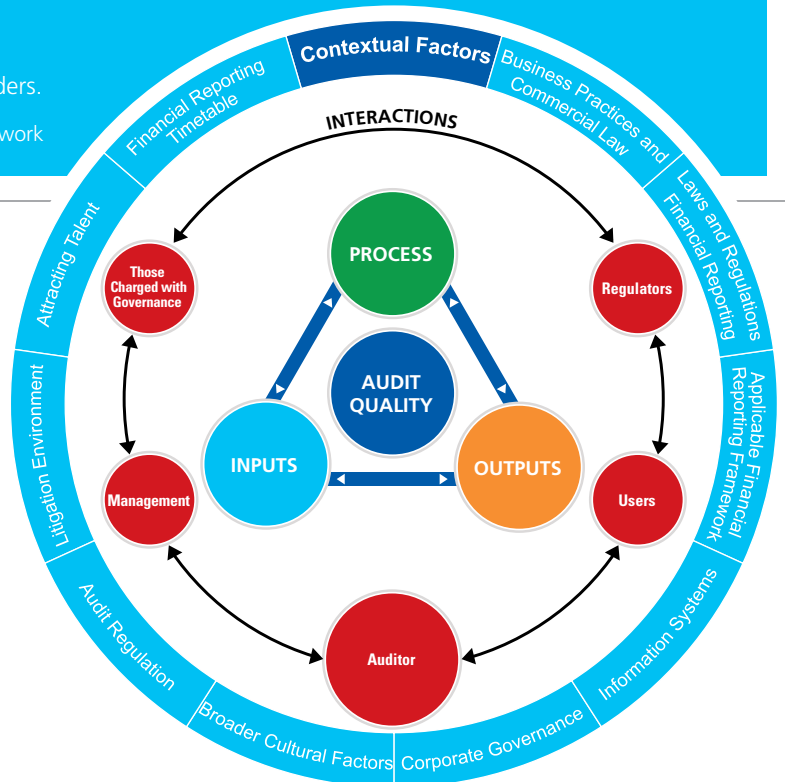 ders.
work
Contextual Factors
Business Practices and
Commercial Law
Laws and Regulations
Financial Reporting
Applicable Financial
Reporting Framework
Information Systems
Corporate Governance
Broader Cultural Factors
Audit Regulation
Litigation Environment
Attracting Talent
Financial Reporting
Timetable
INTERACTIONS
Those
Charged with
Governance
Regulators
Management
Users
Auditor
PROCESS
AUDIT
QUALITY
INPUTS
OUTPUTS